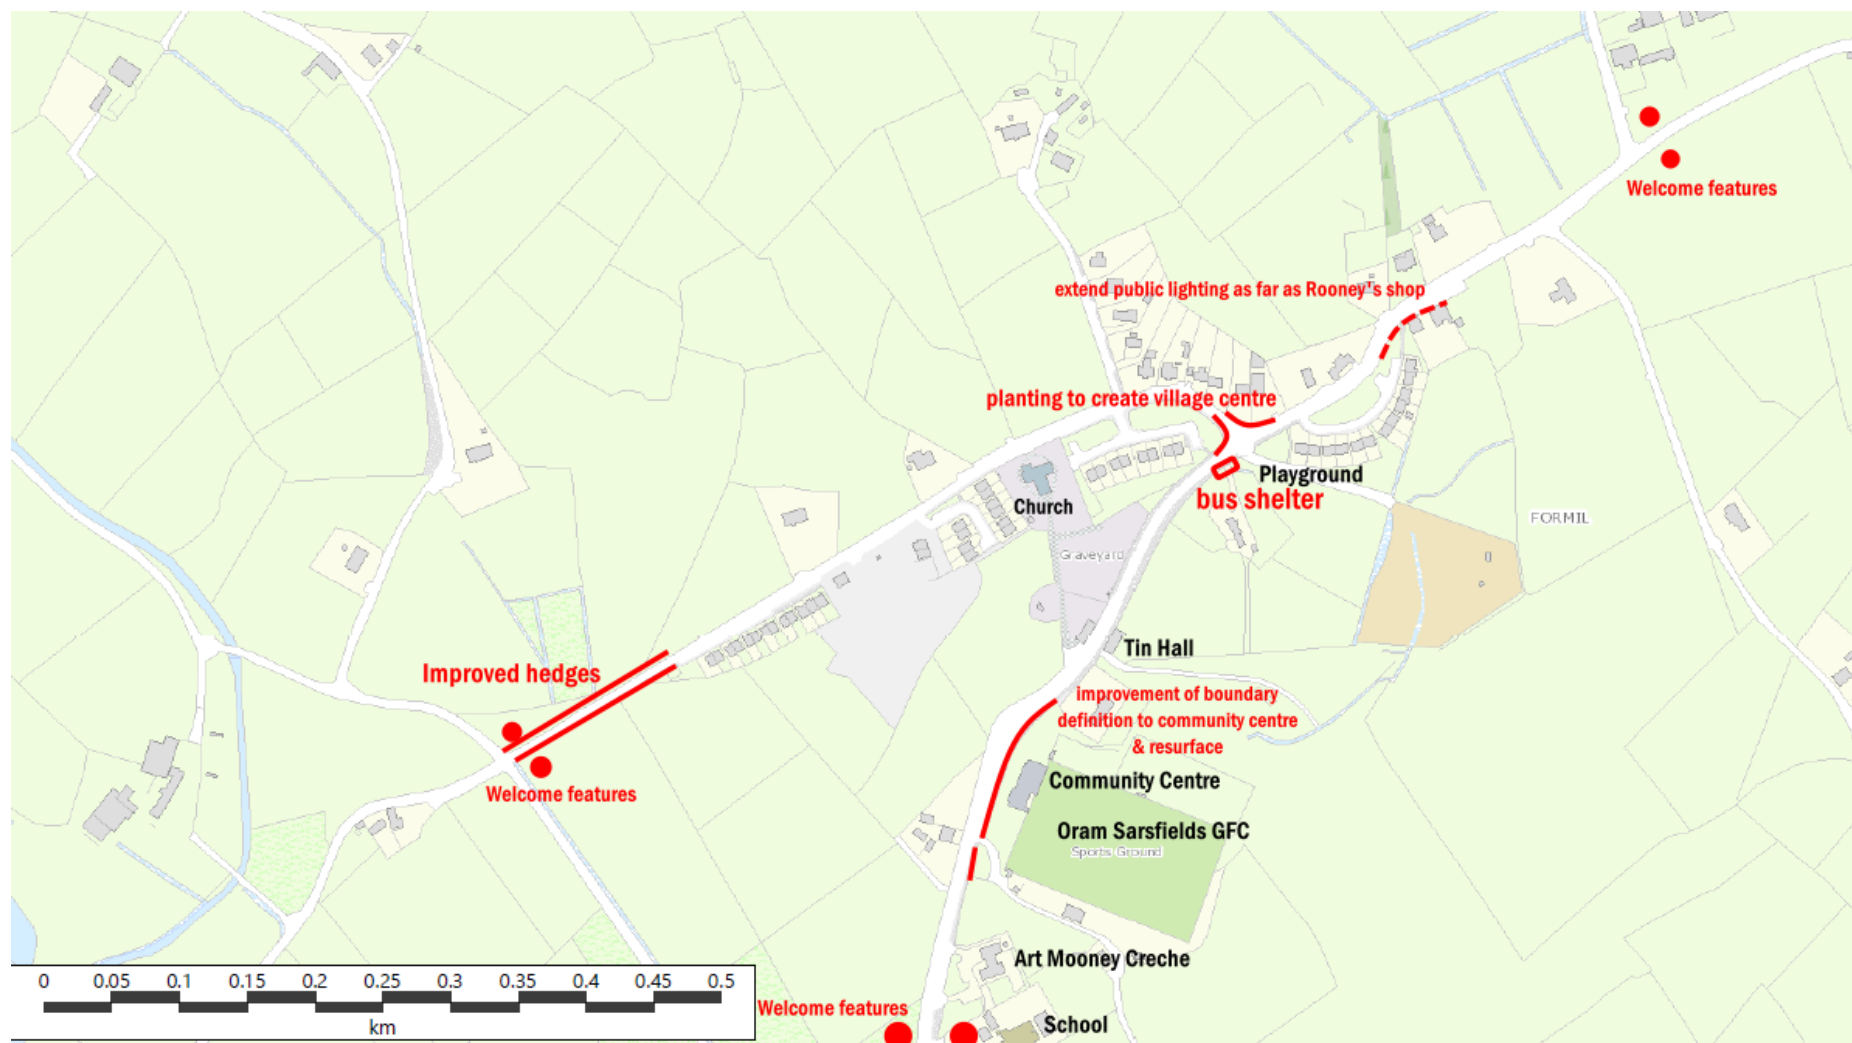 Welcome features
extend public lighting as far as Rooney's shop
planting to create village centre
Playground
bus shelter
Church
FORMIL
Graveyard
Tin Hall
Improved hedges
improvement of boundary
definition to community centre
& resurface
Community Centre
Welcome features
Oram Sarsfields GFC
Sports Ground
Art Mooney Creche
0 0.05 0.1 0.15 0.2 0.25 0.3 0.35 0.4 0.45 0.5
km
Welcome features
School